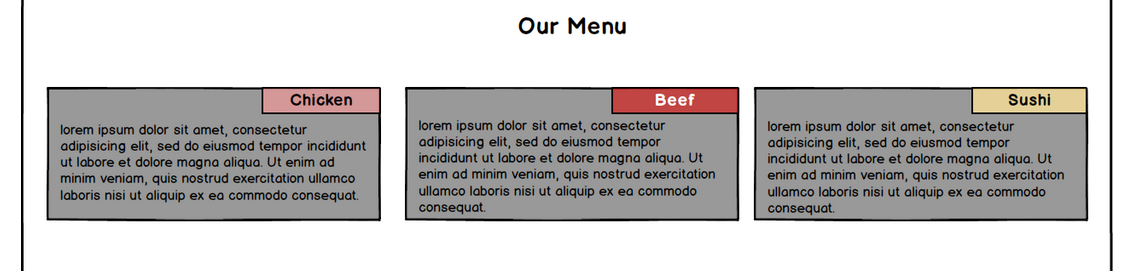 Our Menu
Chicken
lorem ipsum dolor sit amet, consectetur
adipisicing elit, sed do eiusmod tempor incididunt
ut labore et dolore magna aliqua. Ut enim ad
minim veniam, quis nostrud exercitation ullamco
laboris nisi ut aliquip ex ea commodo consequat.
Beef
lorem ipsum dolor sit amet, consectetur
adipisicing elit, sed do eiusmod tempor
incididunt ut labore et dolore magna aliqua. Ut
enim ad minim veniam, quis nostrud exercitation
ullamco laboris nisi ut aliquip ex ea commodo
consequat.
Sushi
lorem ipsum dolor sit amet, consectetur
adipisicing elit, sed do eiusmod tempor
incididunt ut labore et dolore magna aliqua. Ut
enim ad minim veniam, quis nostrud exercitation
ullamco laboris nisi ut aliquip ex ea commodo
consequat.